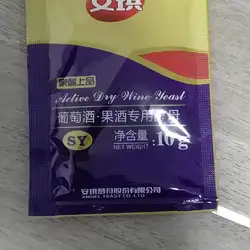 安琪
家酿上品
Active Dry Wine Yeast
葡萄酒·果酒专用酵母
SY
净含量:10g
NET WEIGHT
安琪酵母股份有限公司
ANGEL YEAST CO., LTD